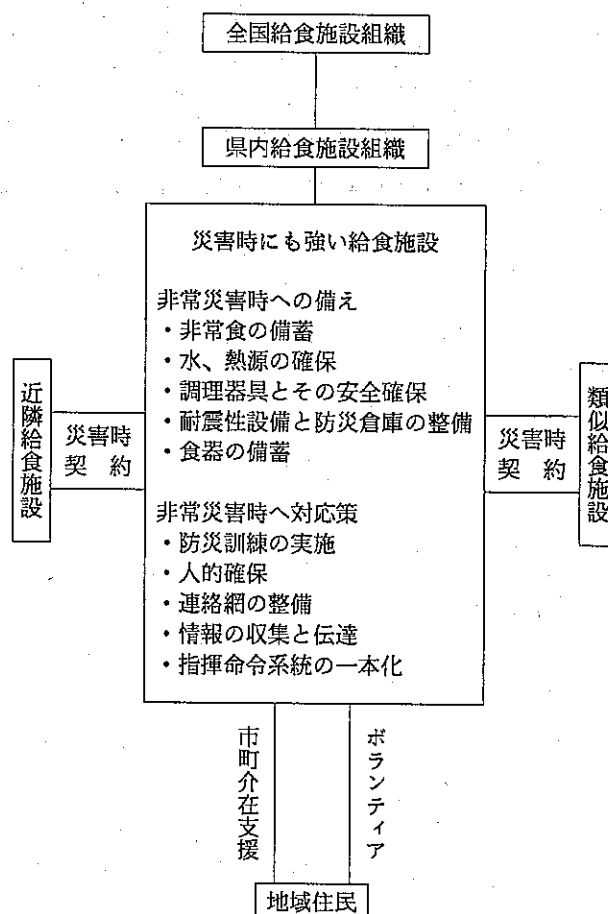 全国給食施設組織
県内給食施設組織
災害時にも強い給食施設
非常災害時への備え
・非常食の備蓄
・水、熱源の確保
・調理器具とその安全確保
・耐震性設備と防災倉庫の整備
・食器の備蓄
非常災害時へ対応策
・防災訓練の実施
・人的確保
・連絡網の整備
・情報の収集と伝達
・指揮命令系統の一本化
近隣給食施設
災害時
契約
災害時
契約
類似給食施設
市町介在支援
ボランティア
地域住民